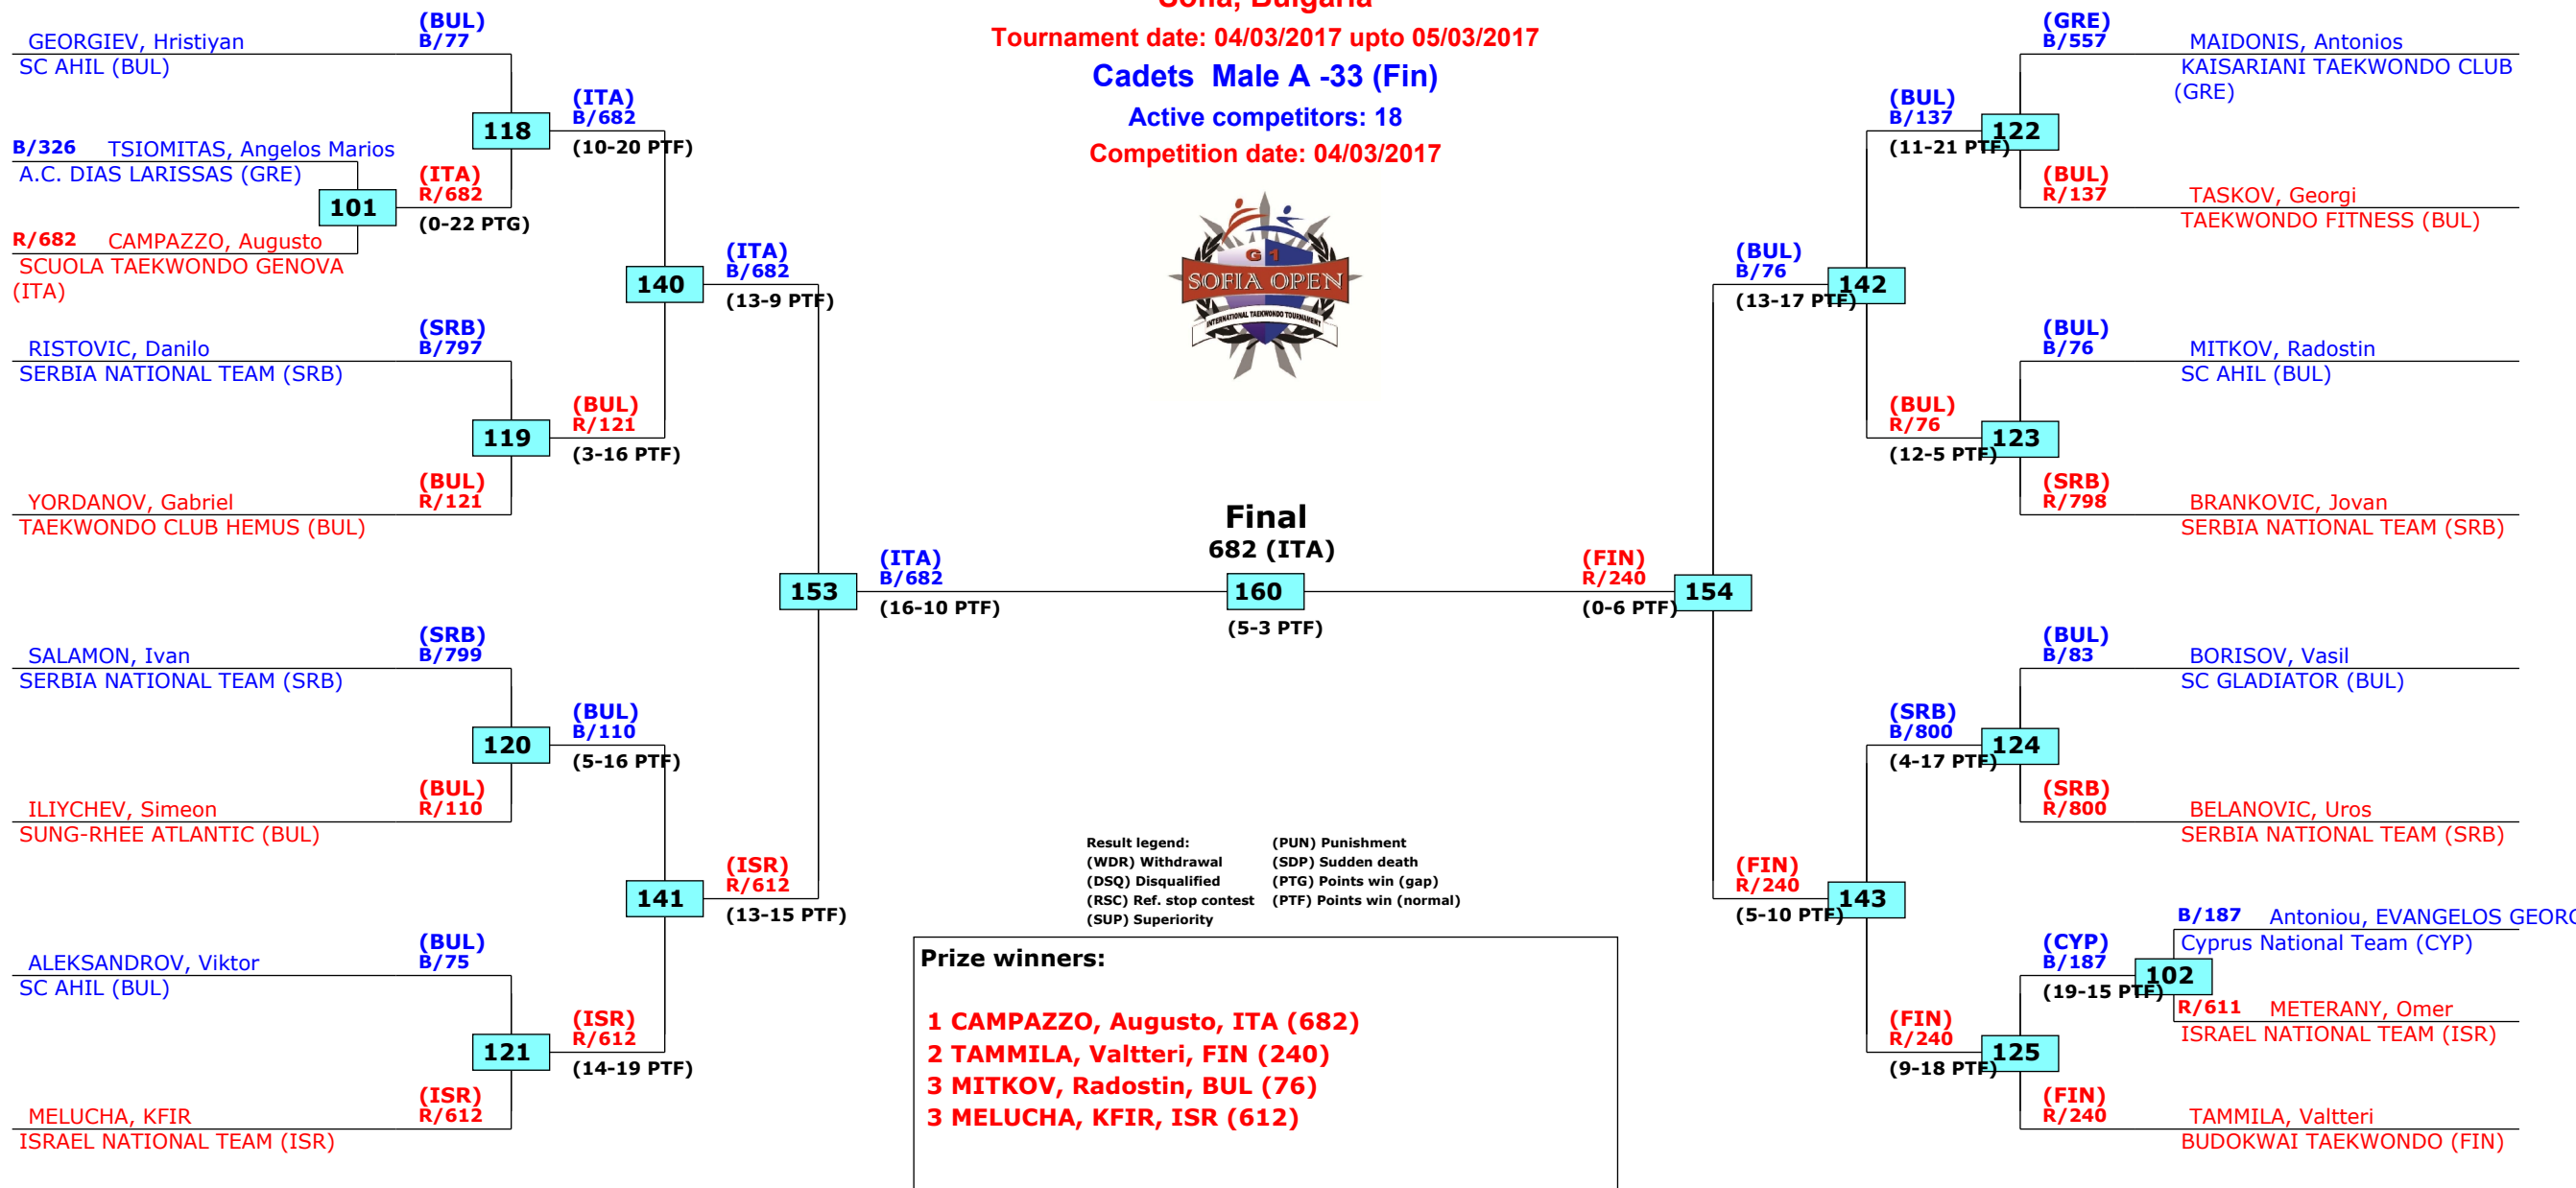 Sofia, Bulgaria
Tournament date: 04/03/2017 upto 05/03/2017
Cadets Male A -33 (Fin)
Active competitors: 18
Competition date: 04/03/2017
G 1
SOFIA OPEN
INTERNATIONAL TAEKWONDO TOURNAMENT
(BUL)
B/77
GEORGIEV, Hristiyan
SC AHIL (BUL)
118
(ITA)
B/682
(10-20 PTF)
B/326 TSIOMITAS, Angelos Marios
A.C. DIAS LARISSAS (GRE)
101
(ITA)
R/682
(0-22 PTG)
R/682 CAMPAZZO, Augusto
SCUOLA TAEKWONDO GENOVA
(ITA)
140
(ITA)
B/682
(13-9 PTF)
(SRB)
B/797
RISTOVIC, Danilo
SERBIA NATIONAL TEAM (SRB)
119
(BUL)
R/121
(3-16 PTF)
(BUL)
R/121
YORDANOV, Gabriel
TAEKWONDO CLUB HEMUS (BUL)
153
(ITA)
B/682
(16-10 PTF)
(SRB)
B/799
SALAMON, Ivan
SERBIA NATIONAL TEAM (SRB)
120
(BUL)
B/110
(5-16 PTF)
(BUL)
R/110
ILIYCHEV, Simeon
SUNG-RHEE ATLANTIC (BUL)
141
(ISR)
R/612
(13-15 PTF)
(BUL)
B/75
ALEKSANDROV, Viktor
SC AHIL (BUL)
121
(ISR)
R/612
(14-19 PTF)
(ISR)
R/612
MELUCHA, KFIR
ISRAEL NATIONAL TEAM (ISR)
Final
682 (ITA)
160
(5-3 PTF)
(GRE)
B/557
MAIDONIS, Antonios
KAISARIANI TAEKWONDO CLUB
(GRE)
(BUL)
B/137
(11-21 PTF)
122
(BUL)
R/137
TASKOV, Georgi
TAEKWONDO FITNESS (BUL)
(BUL)
B/76
(13-17 PTF)
142
(BUL)
B/76
MITKOV, Radostin
SC AHIL (BUL)
(BUL)
R/76
(12-5 PTF)
123
(SRB)
R/798
BRANKOVIC, Jovan
SERBIA NATIONAL TEAM (SRB)
(FIN)
R/240
(0-6 PTF)
154
(BUL)
B/83
BORISOV, Vasil
SC GLADIATOR (BUL)
(SRB)
B/800
(4-17 PTF)
124
(SRB)
R/800
BELANOVIC, Uros
SERBIA NATIONAL TEAM (SRB)
(FIN)
R/240
(5-10 PTF)
143
B/187 Antoniou, EVANGELOS GEORG
Cyprus National Team (CYP)
(CYP)
B/187
(19-15 PTF)
102
R/611 METERANY, Omer
ISRAEL NATIONAL TEAM (ISR)
(FIN)
R/240
(9-18 PTF)
125
(FIN)
R/240
TAMMILA, Valtteri
BUDOKWAI TAEKWONDO (FIN)
Result legend: (PUN) Punishment
(WDR) Withdrawal (SDP) Sudden death
(DSQ) Disqualified (PTG) Points win (gap)
(RSC) Ref. stop contest (PTF) Points win (normal)
(SUP) Superiority
Prize winners:
1 CAMPAZZO, Augusto, ITA (682)
2 TAMMILA, Valtteri, FIN (240)
3 MITKOV, Radostin, BUL (76)
3 MELUCHA, KFIR, ISR (612)